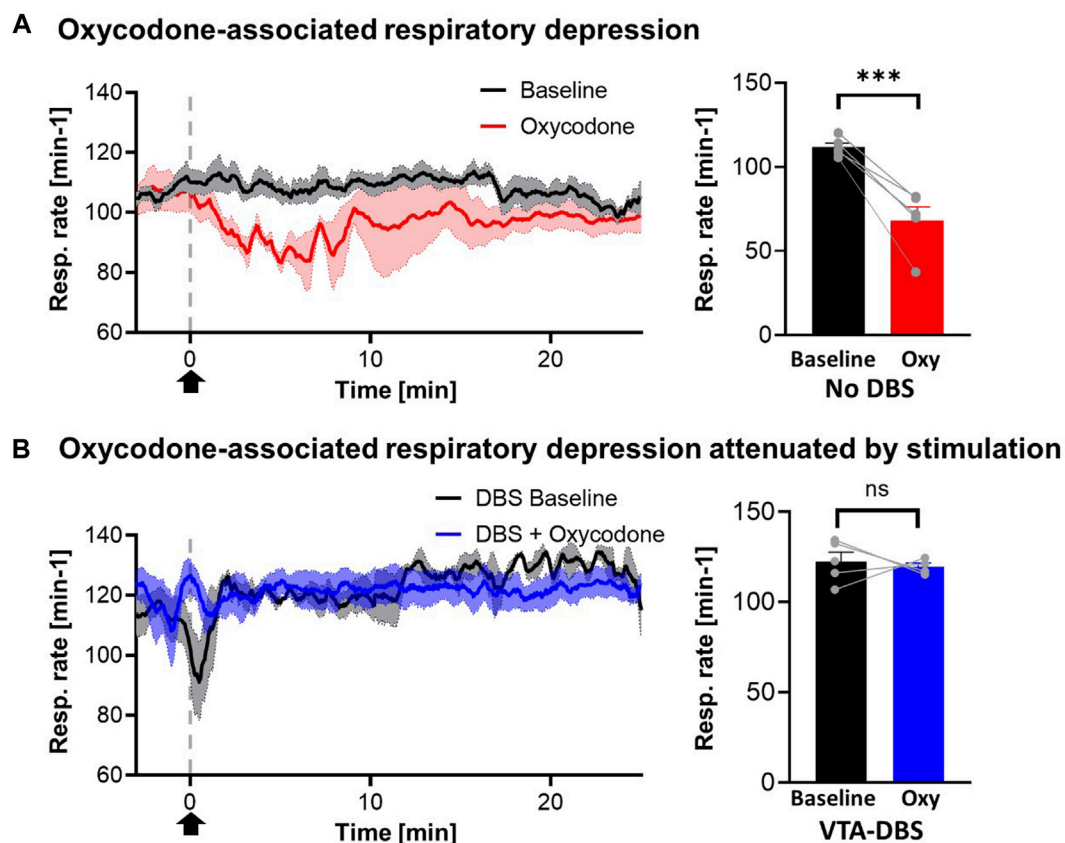 A Oxycodone-associated respiratory depression
Resp. rate [min-1]
140
120
100
80
60
Baseline
Oxycodone
0
10
20
Time [min]
Resp. rate [min-1]
150
100
50
0
***
Baseline
Oxy
No DBS
B Oxycodone-associated respiratory depression attenuated by stimulation
Resp. rate [min-1]
140
120
100
80
60
DBS Baseline
DBS + Oxycodone
0
10
20
Time [min]
Resp. rate [min-1]
150
100
50
0
ns
Baseline
Oxy
VTA-DBS